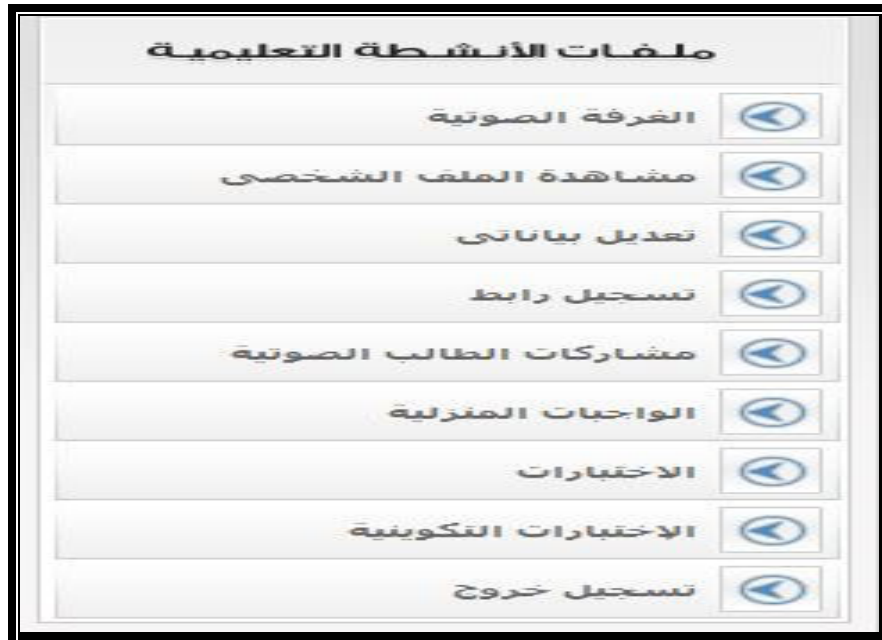 ملفات الأنشطة التعليمية
الغرفة الصوتية
مشاهدة الملف الشخصى
تعديل بياناتى
تسجيل رابط
مشاركات الطالب الصوتية
الواجبات المنزلية
الاختبارات
الاختبارات التكوينية
تسجيل خروج